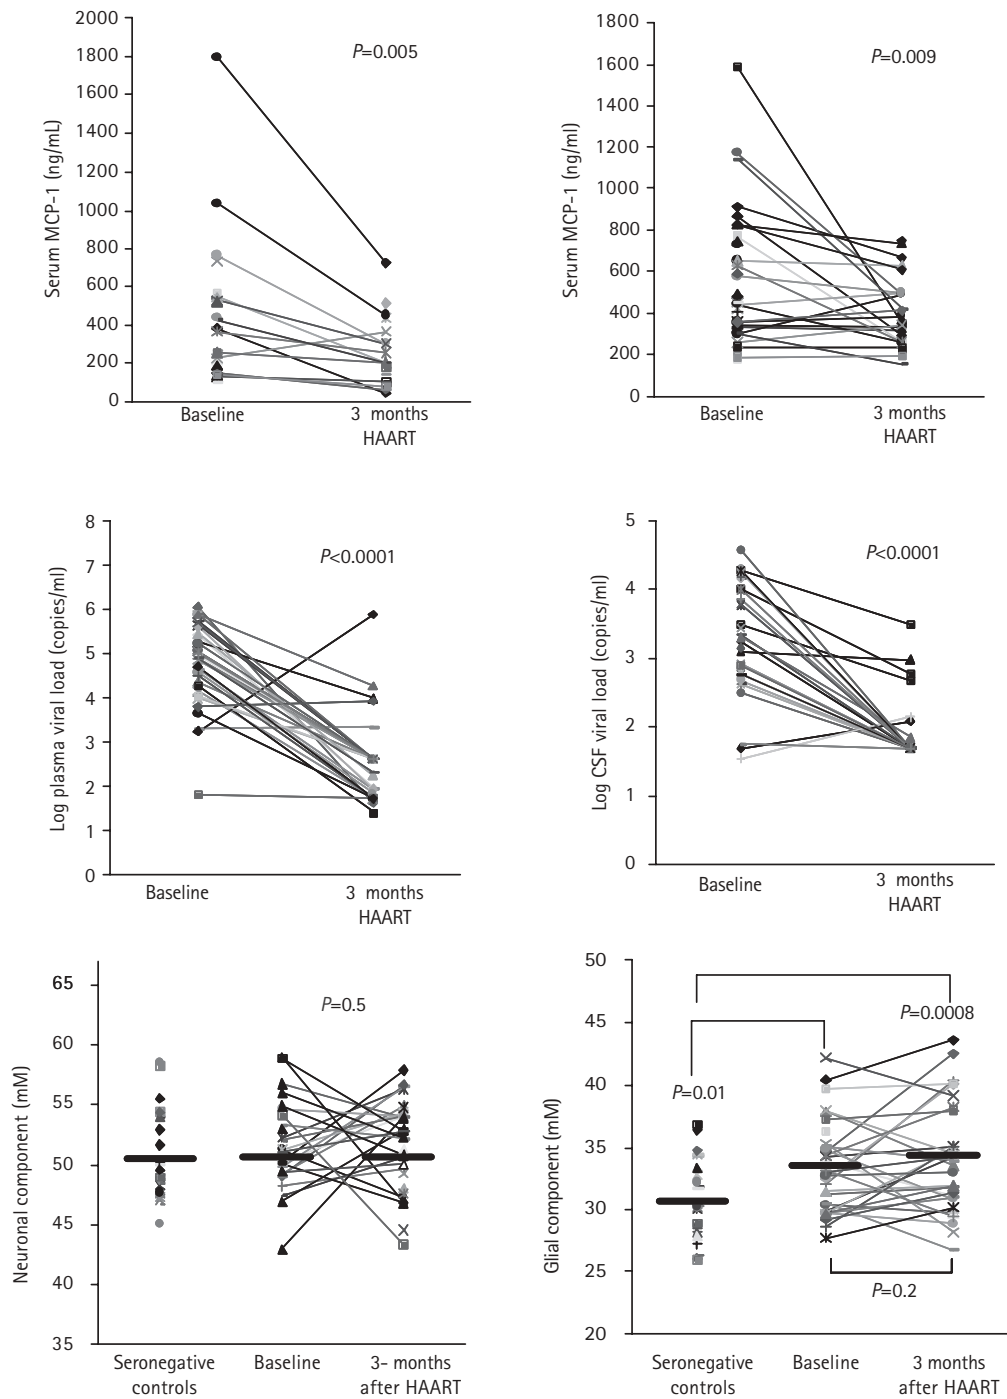 2000
1800
1600
1400
1200
1000
800
600
400
200
0
Serum MCP-1 (ng/mL)
P=0.005
Baseline
3 months
HAART
1800
1600
1400
1200
1000
800
600
400
200
0
Serum MCP-1 (ng/ml)
P=0.009
Baseline
3 months
HAART
8
7
6
5
4
3
2
1
0
Log plasma viral load (copies/ml)
P<0.0001
Baseline
3 months
HAART
5
4
3
2
1
0
Log CSF viral load (copies/ml)
P<0.0001
Baseline
3 months
HAART
65
60
55
50
45
40
35
Neuronal component (mM)
P=0.5
Seronegative
controls
Baseline
3- months
after HAART
50
45
40
35
30
25
20
Glial component (mM)
P=0.0008
P=0.01
P=0.2
Seronegative
controls
Baseline
3 months
after HAART